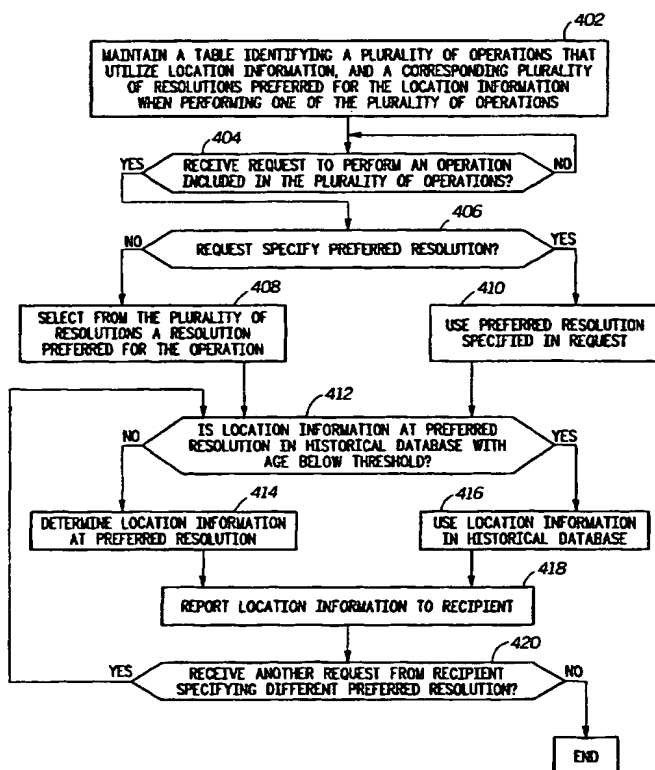 402
MAINTAIN A TABLE IDENTIFYING A PLURALITY OF OPERATIONS THAT
UTILIZE LOCATION INFORMATION, AND A CORRESPONDING PLURALITY
OF RESOLUTIONS PREFERRED FOR THE LOCATION INFORMATION
WHEN PERFORMING ONE OF THE PLURALITY OF OPERATIONS
404
YES
RECEIVE REQUEST TO PERFORM AN OPERATION
INCLUDED IN THE PLURALITY OF OPERATIONS?
NO
406
NO
REQUEST SPECIFY PREFERRED RESOLUTION?
YES
408
SELECT FROM THE PLURALITY OF
RESOLUTIONS A RESOLUTION
PREFERRED FOR THE OPERATION
410
USE PREFERRED RESOLUTION
SPECIFIED IN REQUEST
412
NO
IS LOCATION INFORMATION AT PREFERRED
RESOLUTION IN HISTORICAL DATABASE WITH
AGE BELOW THRESHOLD?
YES
414
DETERMINE LOCATION INFORMATION
AT PREFERRED RESOLUTION
416
USE LOCATION INFORMATION
IN HISTORICAL DATABASE
418
REPORT LOCATION INFORMATION TO RECIPIENT
420
YES
RECEIVE ANOTHER REQUEST FROM RECIPIENT
SPECIFYING DIFFERENT PREFERRED RESOLUTION?
NO
END